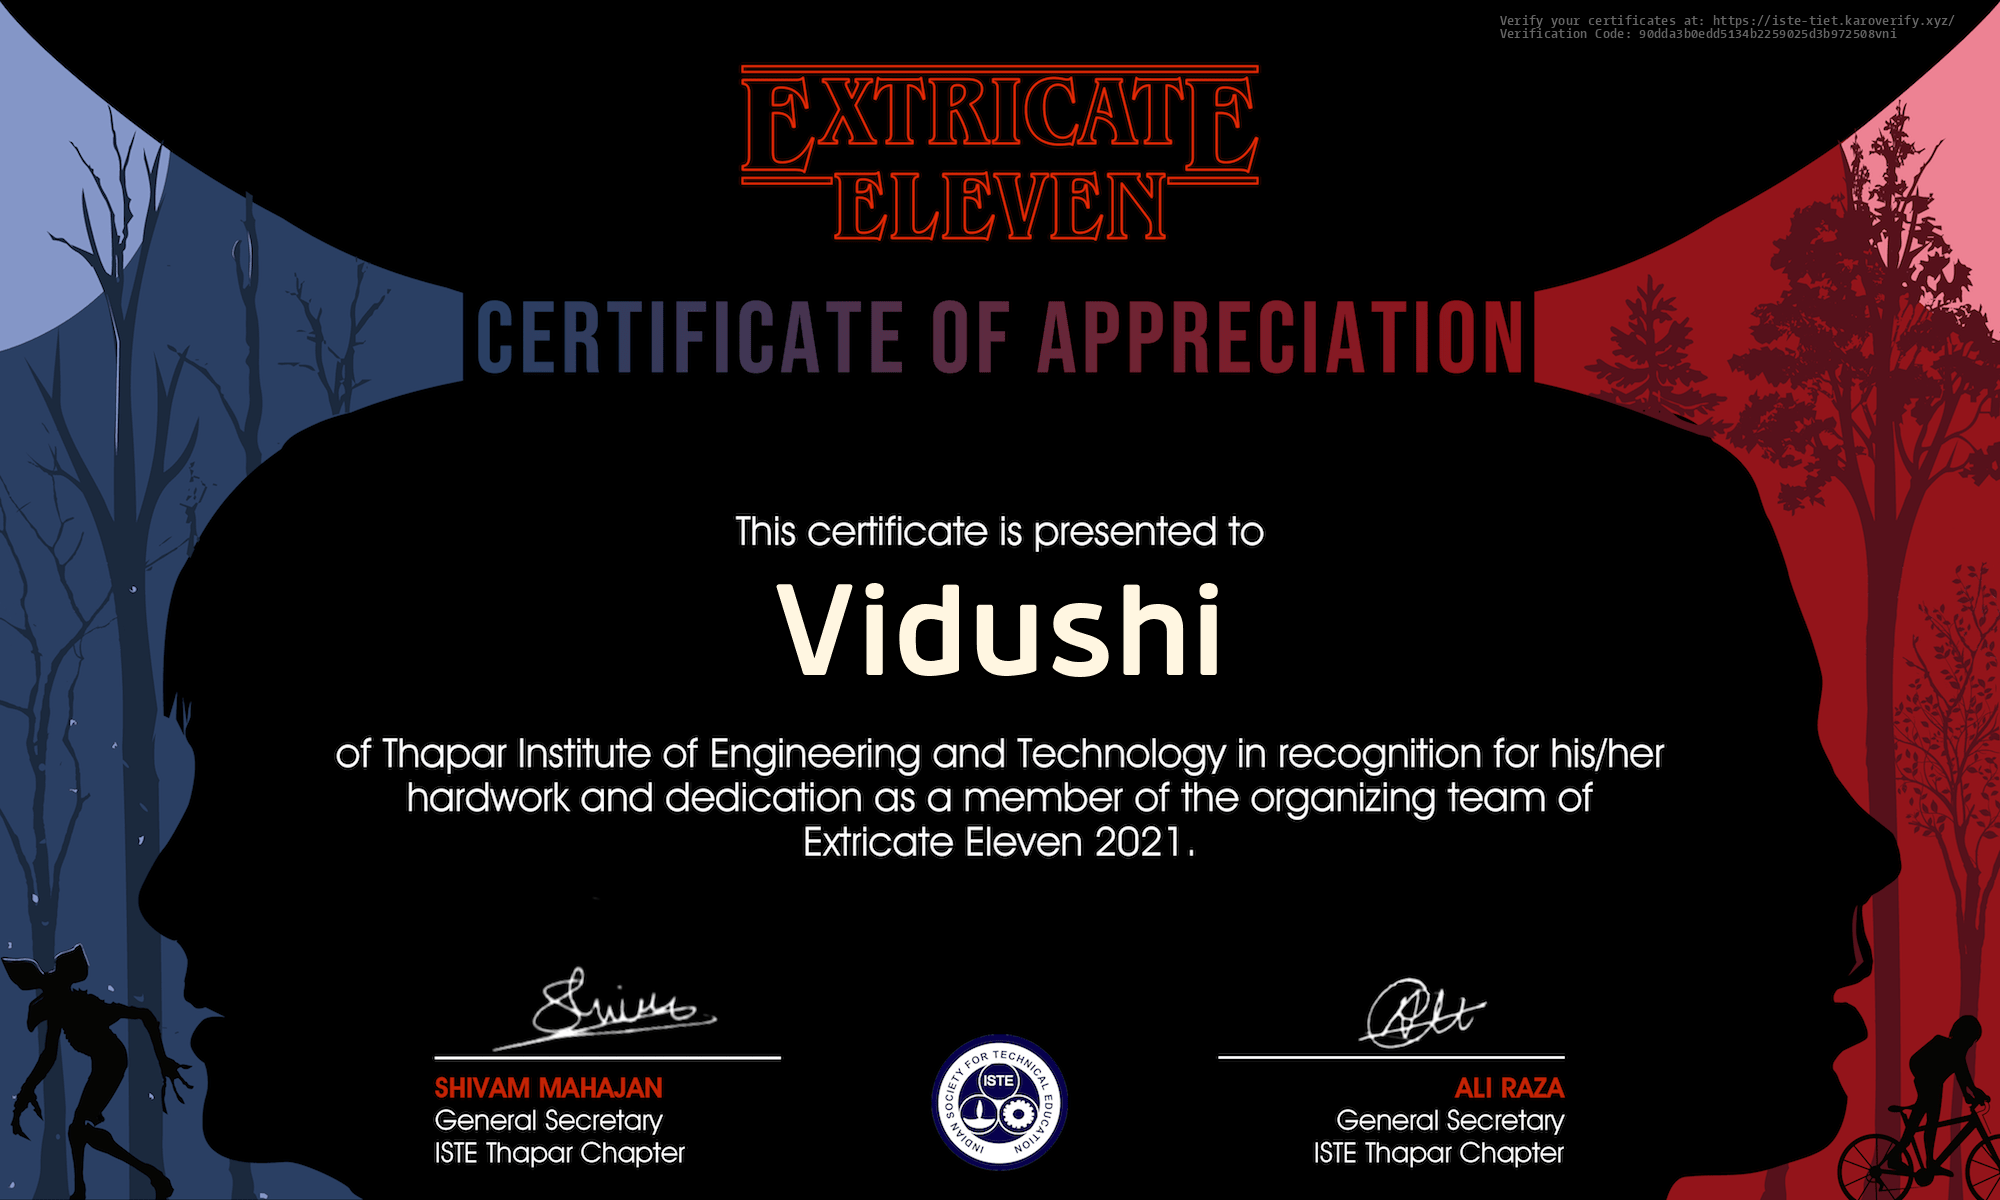 Verify your certificates at: https://iste-tiet.karoverify.xyz/
Verification Code: 90dda3b0edd5134b2259025d3b972508vni
EXTRICATE
ELEVEN
CERTIFICATE OF APPRECIATION
This certificate is presented to
Vidushi
of Thapar Institute of Engineering and Technology in recognition for his/her
hardwork and dedication as a member of the organizing team of
Extricate Eleven 2021.
SHIVAM MAHAJAN
General Secretary
ISTE Thapar Chapter
INDIAN SOCIETY FOR TECHNICAL EDUCATION
ISTE
ALI RAZA
General Secretary
ISTE Thapar Chapter